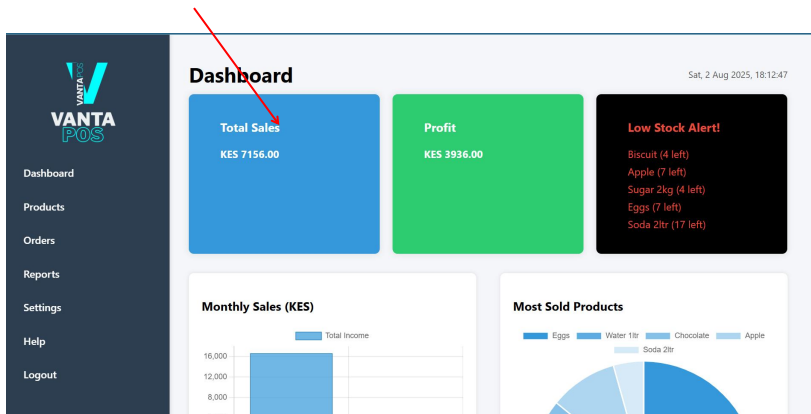 VANTAPOS
VANTA
POS
Dashboard
Products
Orders
Reports
Settings
Help
Logout
Dashboard
Sat, 2 Aug 2025, 18:12:47
Total Sales
KES 7156.00
Profit
KES 3936.00
Low Stock Alert!
Biscuit (4 left)
Apple (7 left)
Sugar 2kg (4 left)
Eggs (7 left)
Soda 2ltr (17 left)
Monthly Sales (KES)
Total Income
16,000
12,000
8,000
Most Sold Products
Eggs Water 1ltr Chocolate Apple
Soda 2ltr